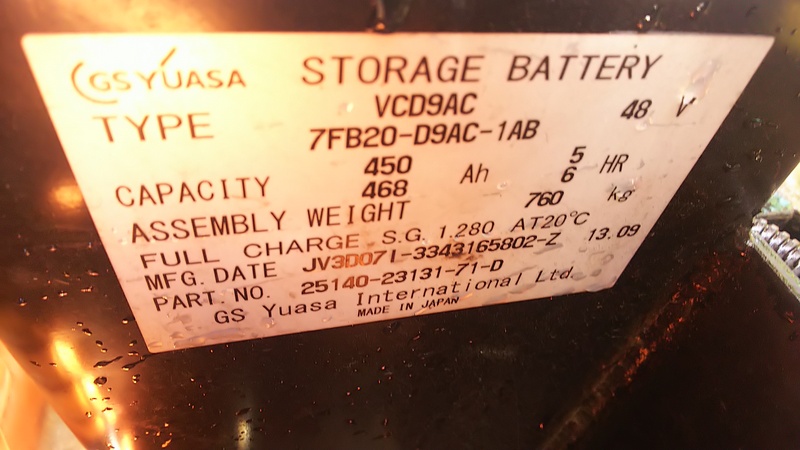 GS YUASA STORAGE BATTERY
TYPE VCD9AC 48 V
7FB20-D9AC-1AB
CAPACITY 450 Ah 5 HR
468 6
ASSEMBLY WEIGHT 760 kg
FULL CHARGE S.G. 1.280 AT20℃
MFG. DATE JV3D071-3343165802-Z 13.09
PART. NO. 25140-23131-71-D
GS Yuasa International Ltd.
MADE IN JAPAN